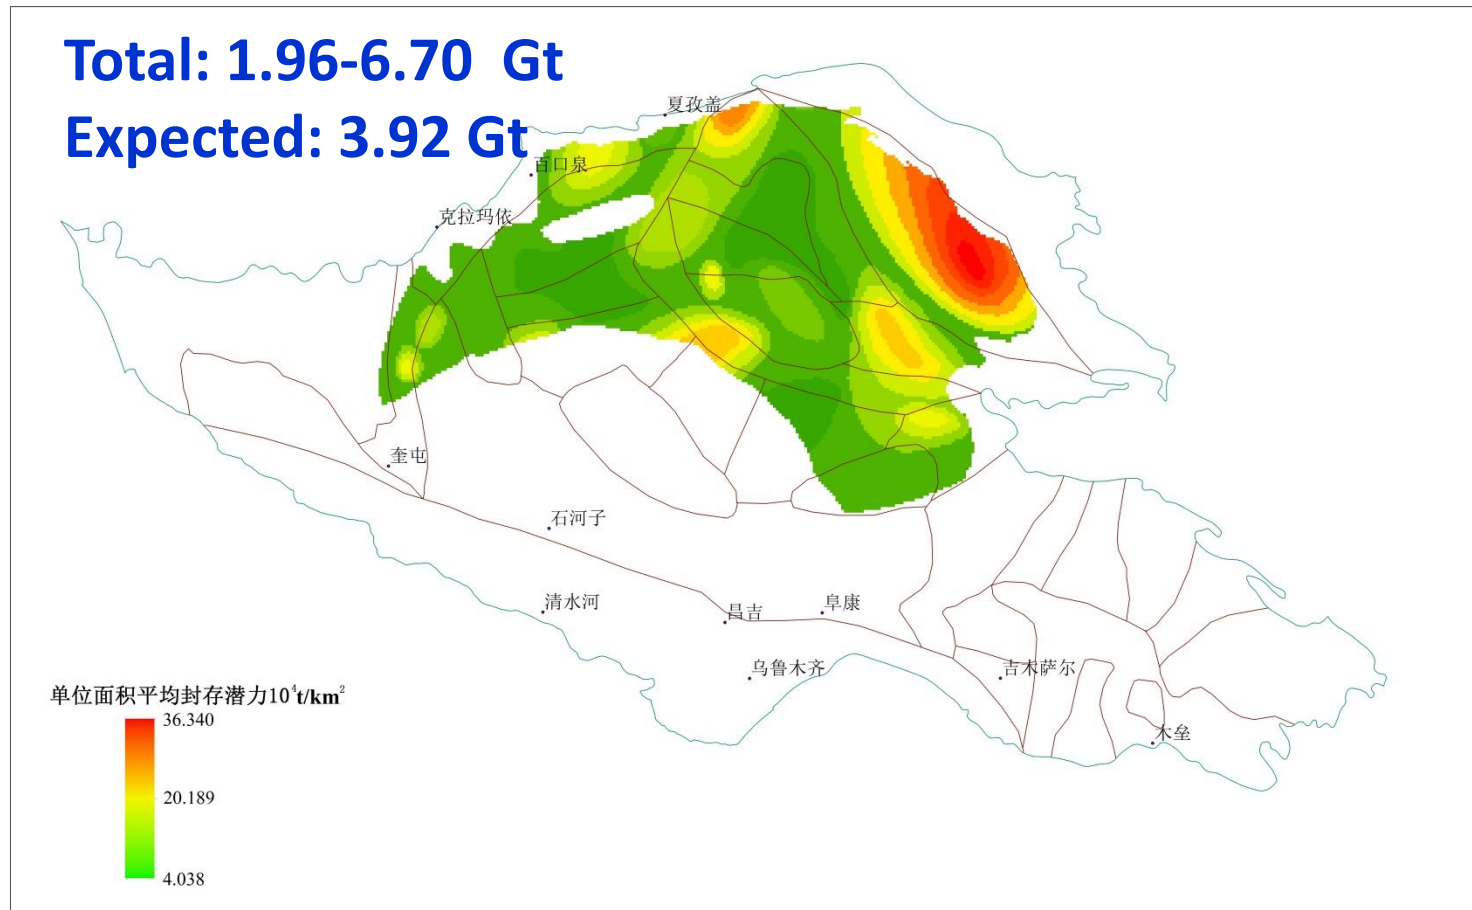 Total: 1.96-6.70 Gt
Expected: 3.92 Gt
夏孜盖
百口泉
克拉玛依
奎屯
石河子
清水河
昌吉
阜康
乌鲁木齐
吉木萨尔
木垒
单位面积平均封存潜力10⁴t/km²
36.340
20.189
4.038